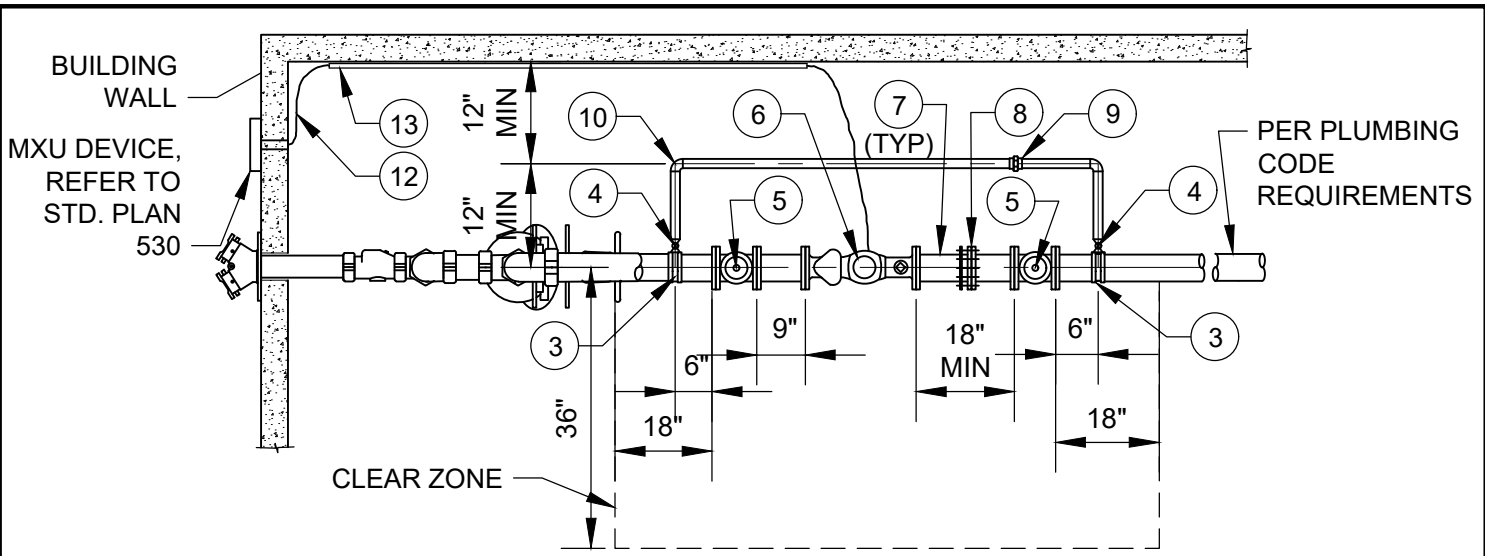 BUILDING
WALL
MXU DEVICE,
REFER TO
STD. PLAN
530
13
12
12"
MIN
12"
MIN
10
4
5
6
7
(TYP)
8
9
5
4
PER PLUMBING
CODE
REQUIREMENTS
3
3
9"
6"
18"
MIN
6"
36"
18"
18"
CLEAR ZONE